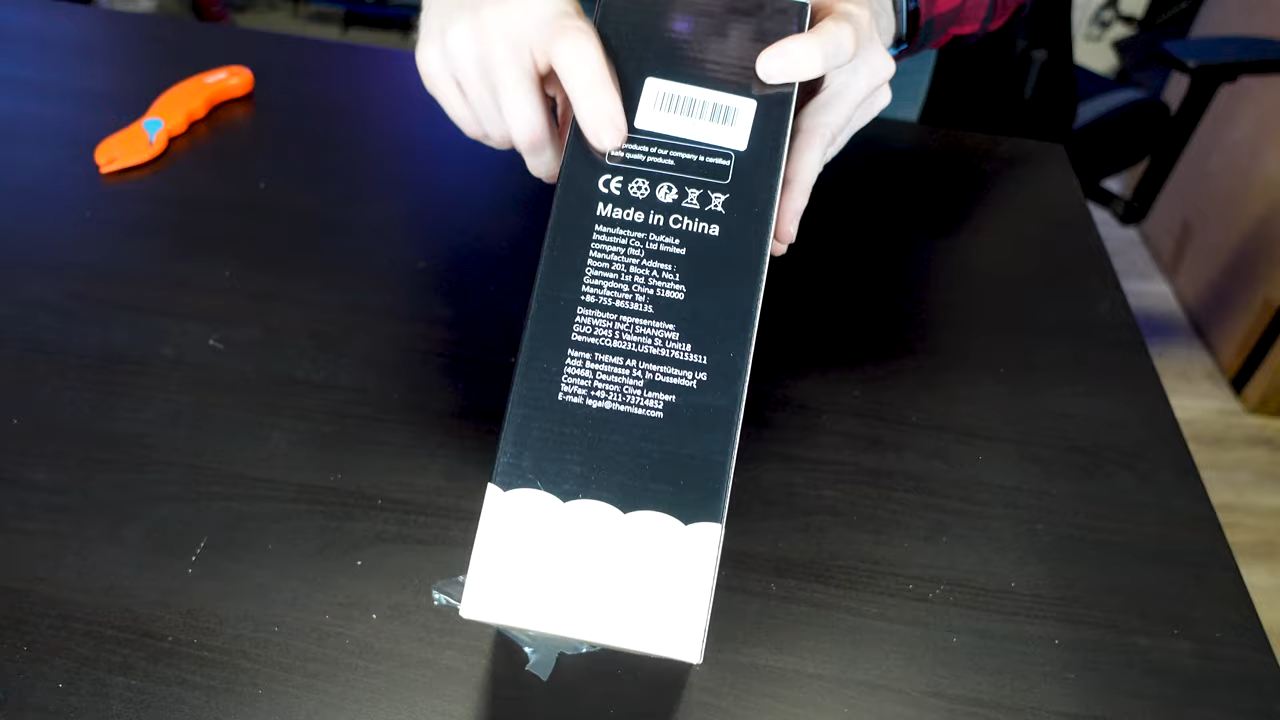 products of our company is certified
safe quality products.
CE
Made in China
Manufacturer: DuKaiLe
Industrial Co., Ltd limited
company (ltd.)
Manufacturer Address :
Room 201, Block A, No.1
Qianwan 1st Rd. Shenzhen,
Guangdong, China 518000
Manufacturer Tel :
+86-755-86538135.
Distributor representative:
ANEWISH INC.| SHANGWEI
GUO 2045 S Valentia St. Unit18
Denver,CO,80231,USTel:9176153511
Name: THEMIS AR Unterstützung UG
Add: Beedstrasse 54, In Dusseldorf,
(40468), Deutschland
Contact Person: Clive Lambert
Tel/Fax: +49-211-73714852
E-mail: legal@themisar.com